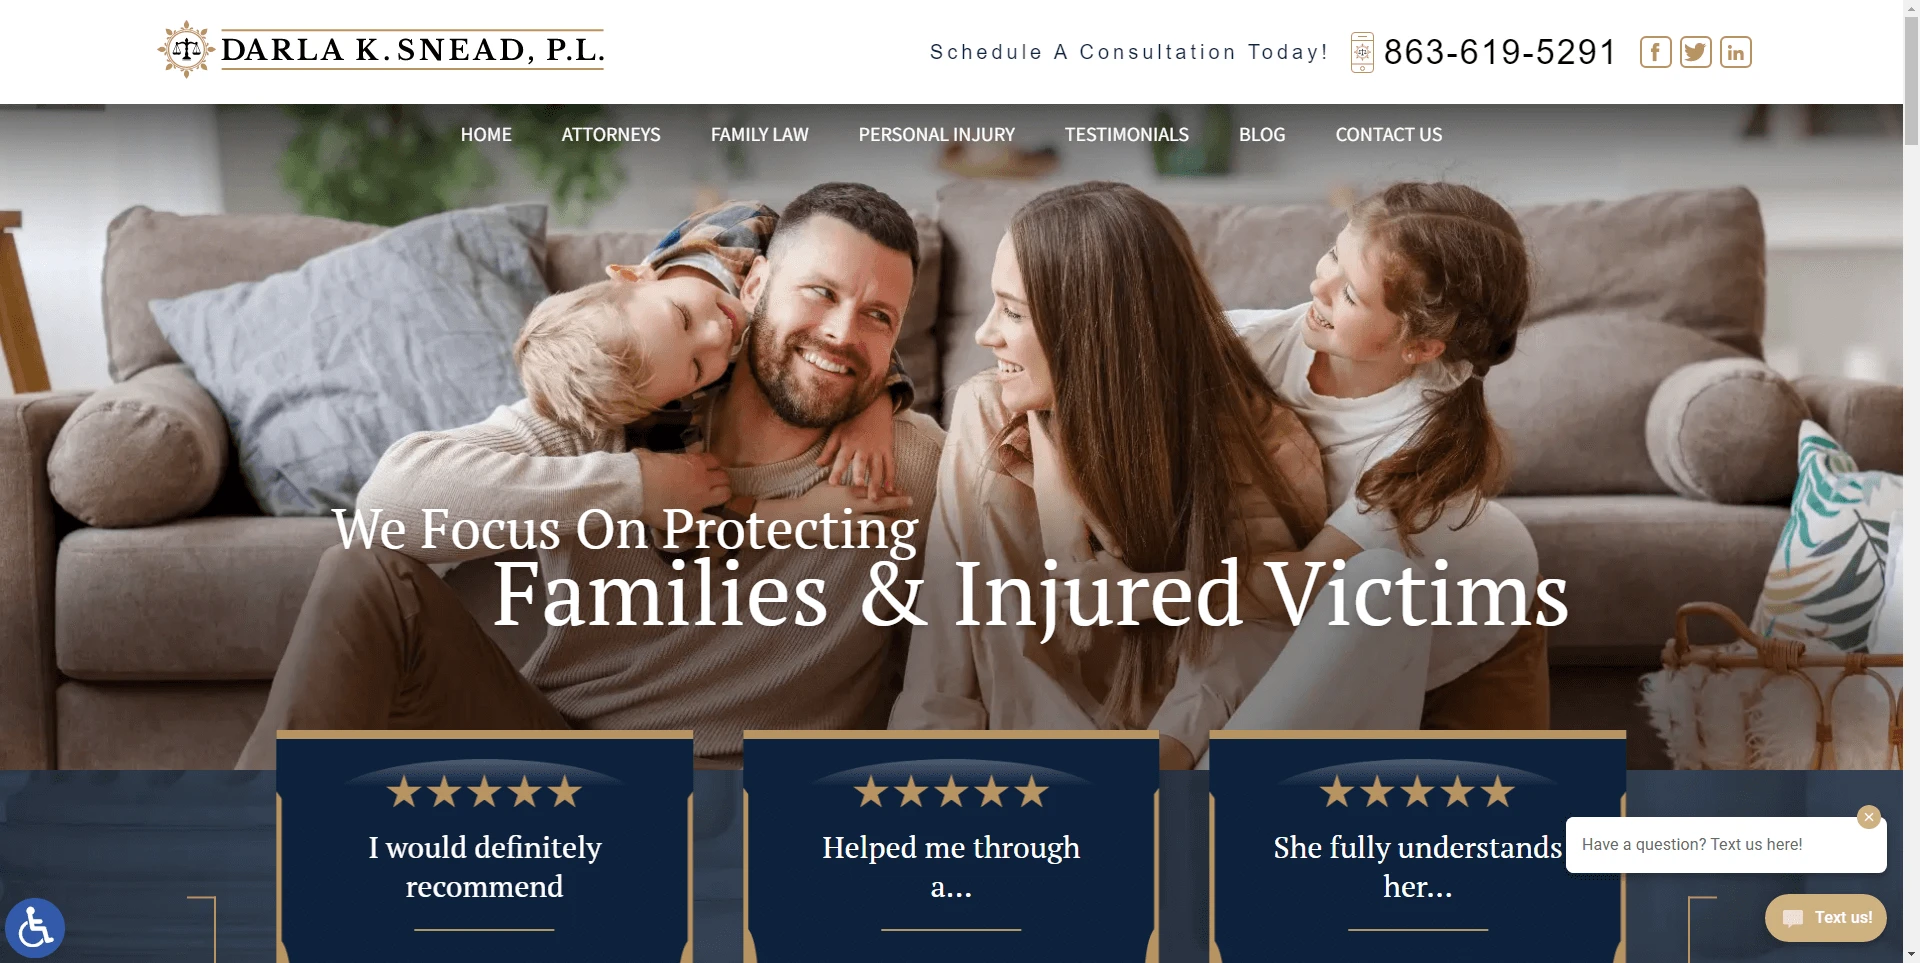 DARLA K. SNEAD, P.L.
Schedule A Consultation Today!
863-619-5291
HOME
ATTORNEYS
FAMILY LAW
PERSONAL INJURY
TESTIMONIALS
BLOG
CONTACT US
We Focus On Protecting
Families & Injured Victims
I would definitely
recommend
Helped me through
a...
She fully understands
her...
Have a question? Text us here!
Text us!